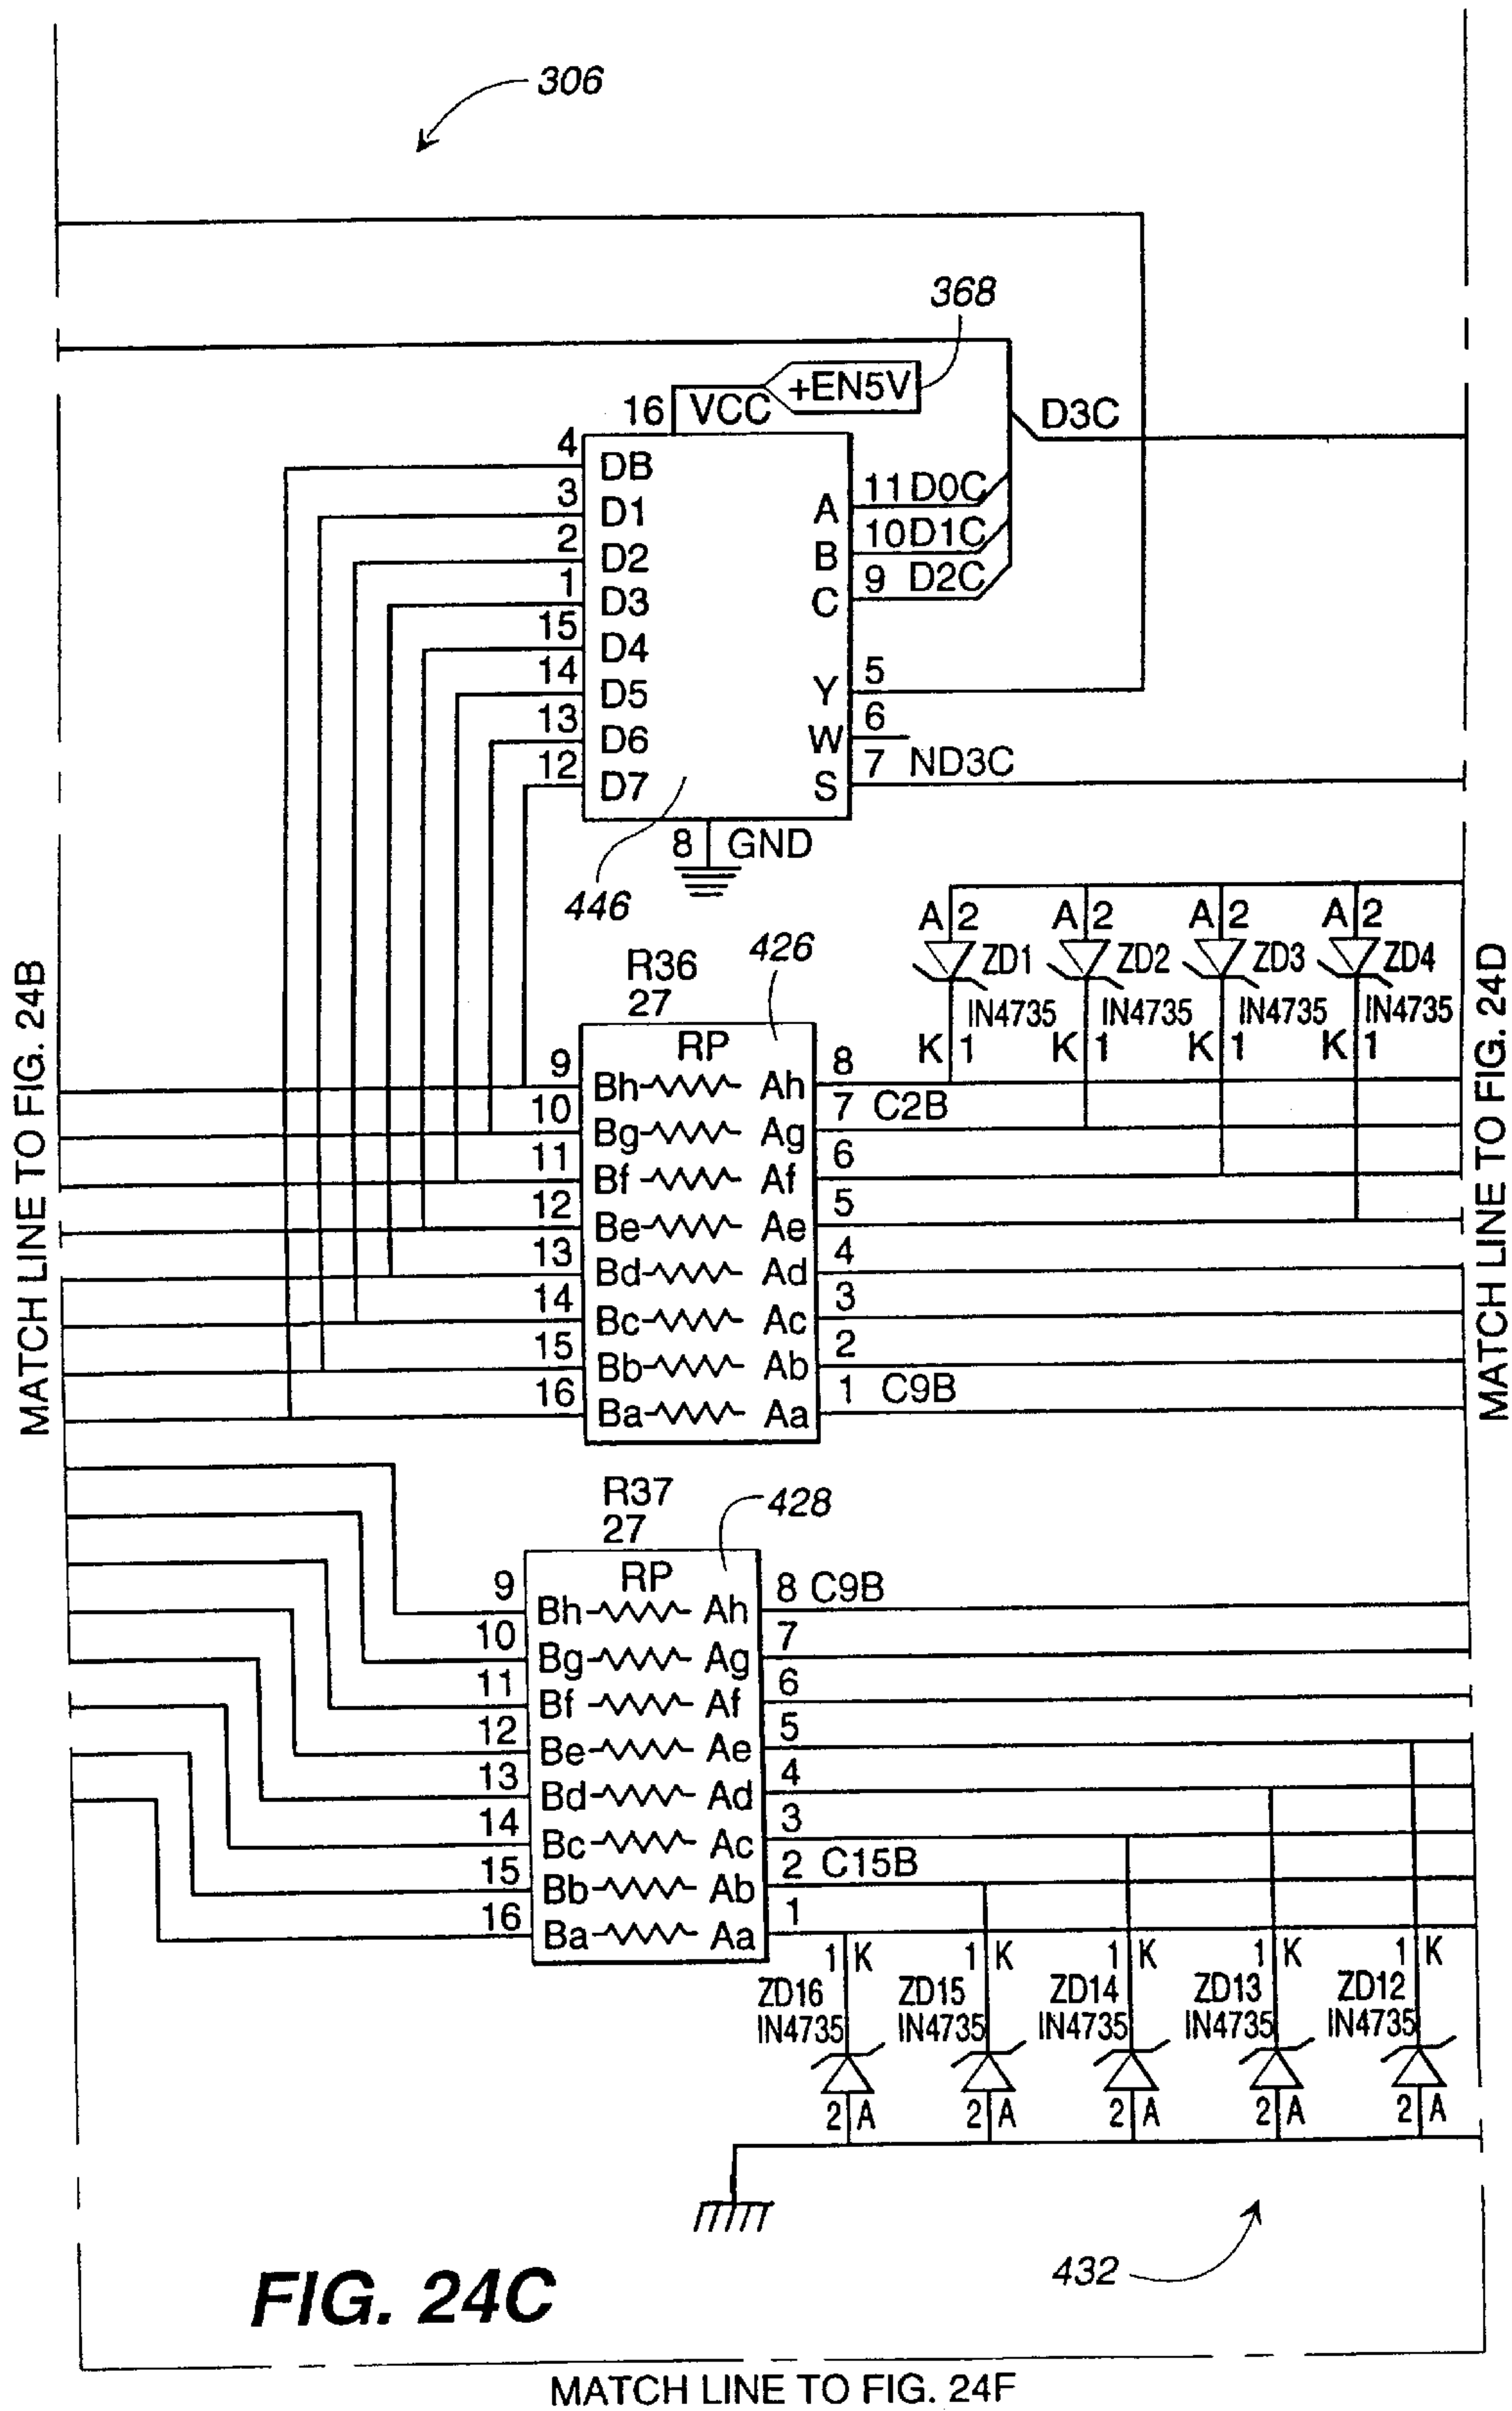 306
368
+EN5V
16 VCC
D3C
4 DB
3 D1
2 D2
1 D3
15 D4
14 D5
13 D6
12 D7
A 11 D0C
B 10 D1C
C 9 D2C
Y 5
W 6
S 7 ND3C
8 GND
446
A 2 A 2 A 2 A 2
ZD1 ZD2 ZD3 ZD4
IN4735 IN4735 IN4735 IN4735
K 1 K 1 K 1 K 1
R36
27
426
RP
9 Bh Ah 8
10 Bg Ag 7 C2B
11 Bf Af 6
12 Be Ae 5
13 Bd Ad 4
14 Bc Ac 3
15 Bb Ab 2
16 Ba Aa 1 C9B
MATCH LINE TO FIG. 24B
MATCH LINE TO FIG. 24D
R37
27
428
RP
9 Bh Ah 8 C9B
10 Bg Ag 7
11 Bf Af 6
12 Be Ae 5
13 Bd Ad 4
14 Bc Ac 3
15 Bb Ab 2 C15B
16 Ba Aa 1
1 K 1 K 1 K 1 K 1 K
ZD16 ZD15 ZD14 ZD13 ZD12
IN4735 IN4735 IN4735 IN4735 IN4735
2 A 2 A 2 A 2 A 2 A
432
FIG. 24C
MATCH LINE TO FIG. 24F